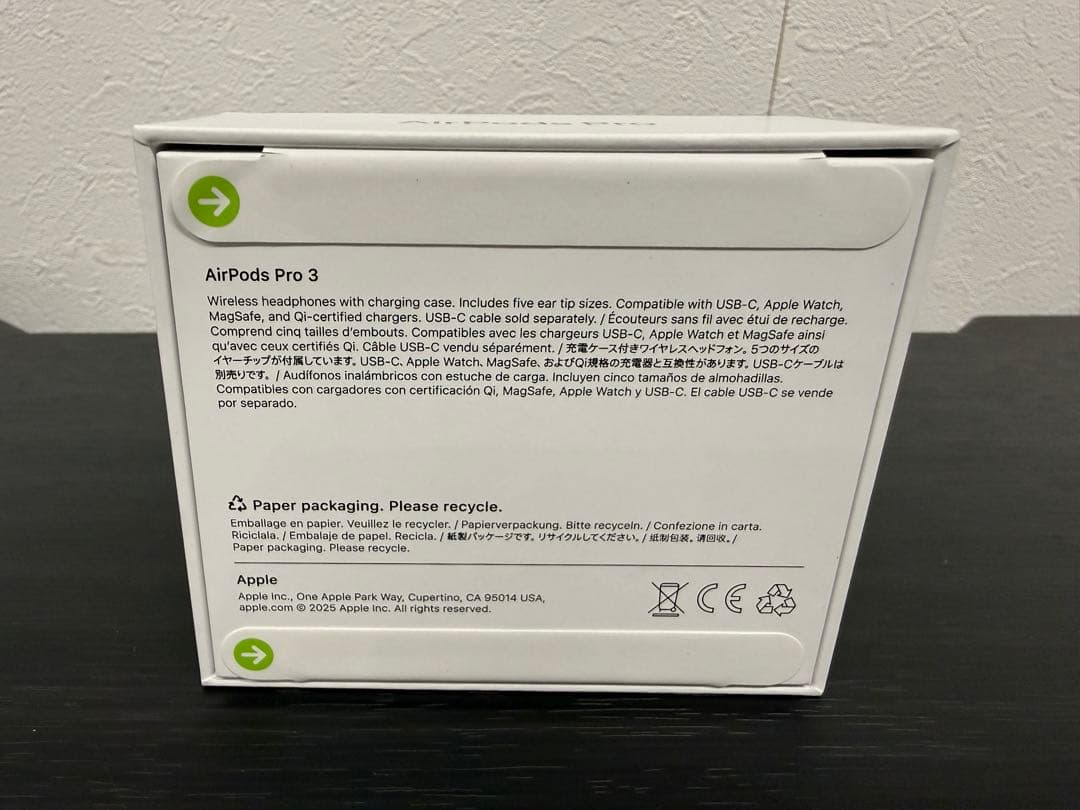 AirPods Pro
AirPods Pro 3
Wireless headphones with charging case. Includes five ear tip sizes. Compatible with USB-C, Apple Watch,
MagSafe, and Qi-certified chargers. USB-C cable sold separately. / Écouteurs sans fil avec étui de recharge.
Comprend cinq tailles d'embouts. Compatibles avec les chargeurs USB-C, Apple Watch et MagSafe ainsi
qu'avec ceux certifiés Qi. Câble USB-C vendu séparément. / 充電ケース付きワイヤレスヘッドフォン。5つのサイズの
イヤーチップが付属しています。USB-C、Apple Watch、MagSafe、およびQi規格の充電器と互換性があります。USB-Cケーブルは
別売りです。 / Audífonos inalámbricos con estuche de carga. Incluyen cinco tamaños de almohadillas.
Compatibles con cargadores con certificación Qi, MagSafe, Apple Watch y USB-C. El cable USB-C se vende
por separado.
Paper packaging. Please recycle.
Emballage en papier. Veuillez le recycler. / Papierverpackung. Bitte recyceln. / Confezione in carta.
Riciclala. / Embalaje de papel. Recicla. / 紙製パッケージです。リサイクルしてください。 / 纸制包装。请回收。 /
Paper packaging. Please recycle.
Apple
Apple Inc., One Apple Park Way, Cupertino, CA 95014 USA,
apple.com © 2025 Apple Inc. All rights reserved.
CE